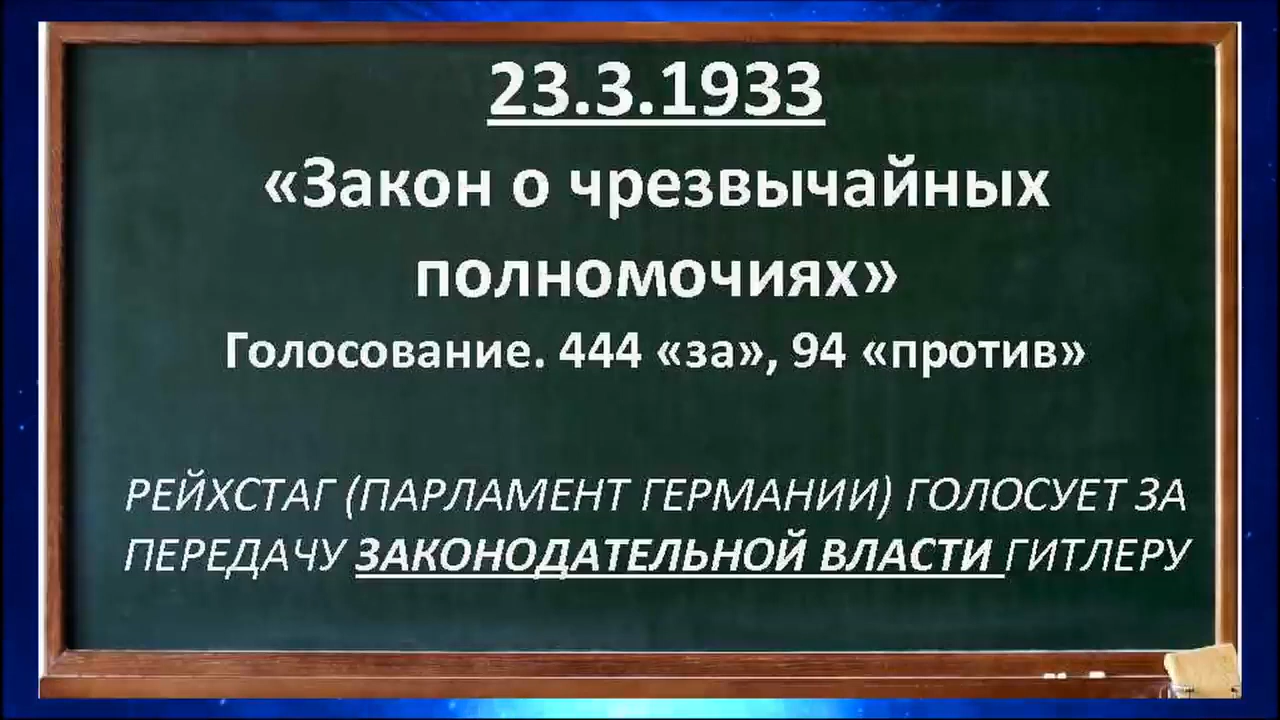 23.3.1933
«Закон о чрезвычайных
полномочиях»
Голосование. 444 «за», 94 «против»
РЕЙХСТАГ (ПАРЛАМЕНТ ГЕРМАНИИ) ГОЛОСУЕТ ЗА
ПЕРЕДАЧУ ЗАКОНОДАТЕЛЬНОЙ ВЛАСТИ ГИТЛЕРУ